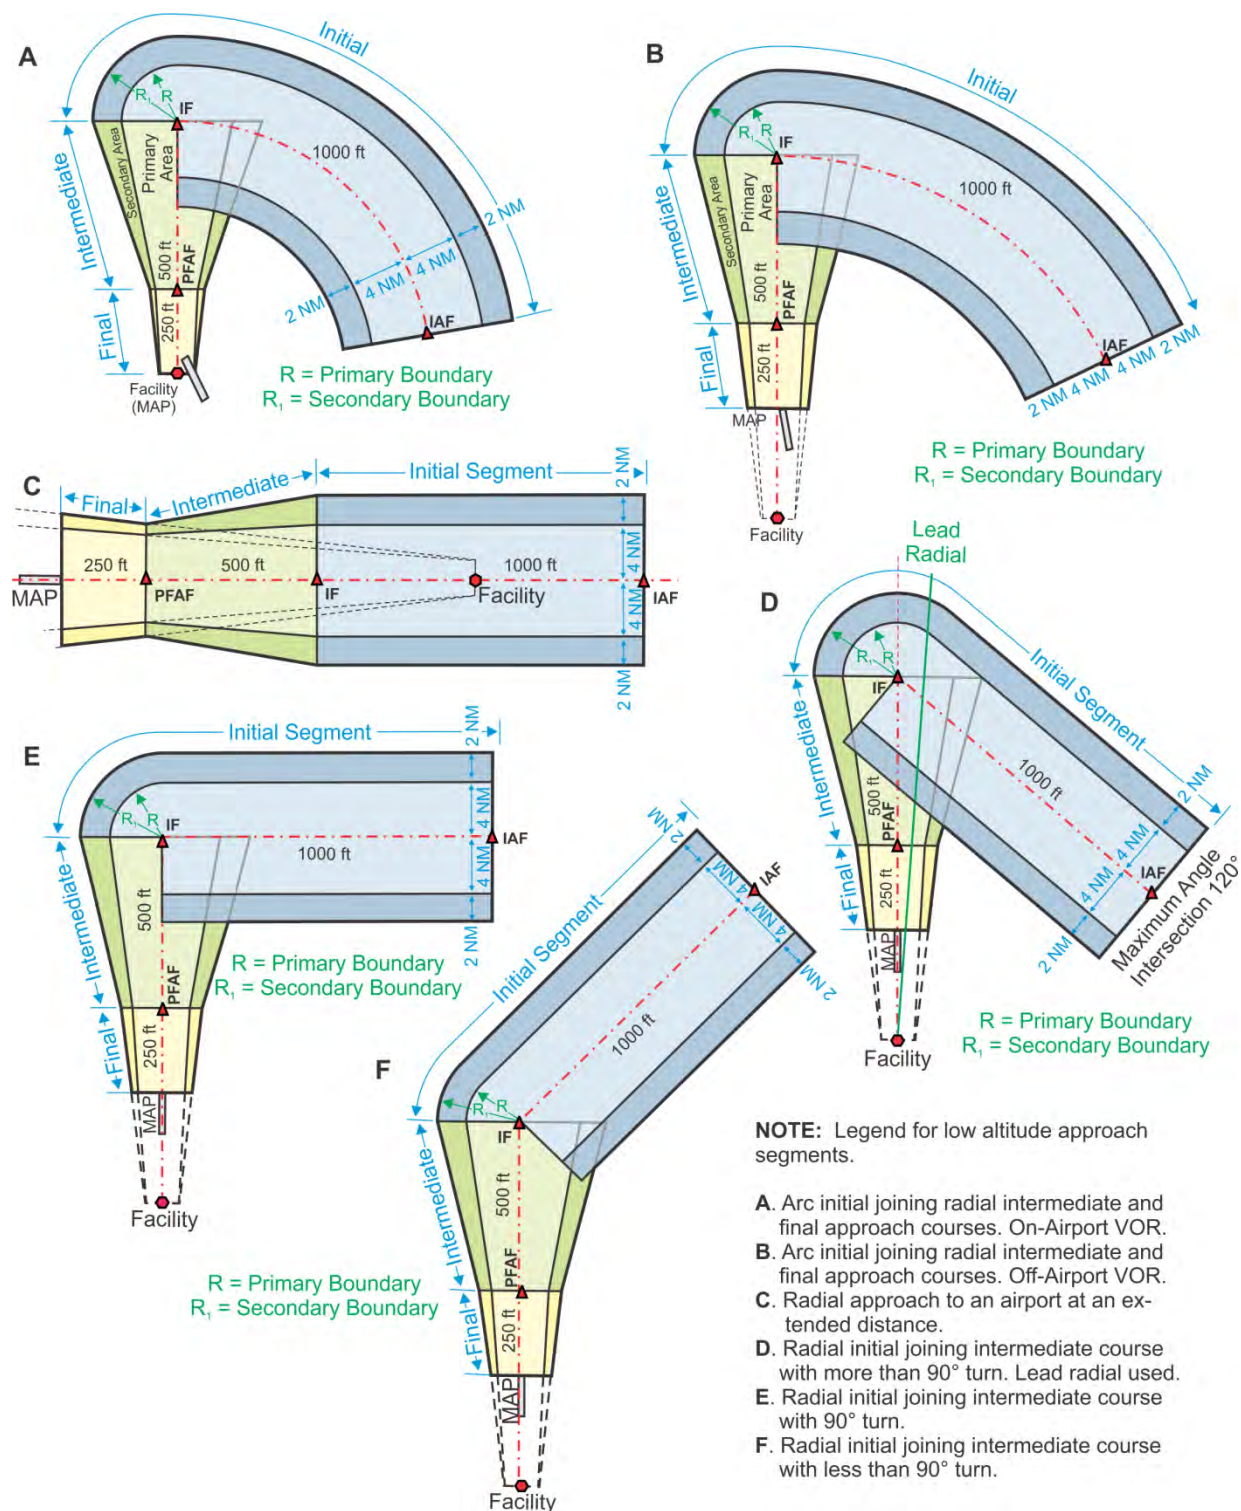 A
Initial
R₁
R
IF
Secondary Area
Primary
Area
1000 ft
2 NM
4 NM
4 NM
2 NM
Intermediate
500 ft
PFAF
250 ft
Final
IAF
Facility
(MAP)
R = Primary Boundary
R₁ = Secondary Boundary
B
Initial
R₁
R
IF
Secondary Area
Primary
Area
1000 ft
Intermediate
500 ft
PFAF
250 ft
Final
IAF
2 NM
4 NM
4 NM
2 NM
MAP
Facility
R = Primary Boundary
R₁ = Secondary Boundary
C
Final
Intermediate
Initial Segment
2 NM
4 NM
4 NM
2 NM
250 ft
500 ft
1000 ft
MAP
PFAF
IF
Facility
IAF
Lead
Radial
D
R₁
R
IF
Initial Segment
1000 ft
Intermediate
500 ft
PFAF
250 ft
Final
MAP
2 NM
4 NM
4 NM
2 NM
IAF
Maximum Angle
Intersection 120°
Facility
R = Primary Boundary
R₁ = Secondary Boundary
E
Initial Segment
2 NM
4 NM
4 NM
2 NM
R₁
R
IF
1000 ft
IAF
Intermediate
500 ft
PFAF
250 ft
Final
MAP
Facility
R = Primary Boundary
R₁ = Secondary Boundary
F
Initial Segment
2 NM
4 NM
4 NM
2 NM
IAF
1000 ft
R₁
R
IF
Intermediate
500 ft
PFAF
250 ft
Final
MAP
Facility
R = Primary Boundary
R₁ = Secondary Boundary
NOTE: Legend for low altitude approach
segments.
A. Arc initial joining radial intermediate and
final approach courses. On-Airport VOR.
B. Arc initial joining radial intermediate and
final approach courses. Off-Airport VOR.
C. Radial approach to an airport at an ex-
tended distance.
D. Radial initial joining intermediate course
with more than 90° turn. Lead radial used.
E. Radial initial joining intermediate course
with 90° turn.
F. Radial initial joining intermediate course
with less than 90° turn.